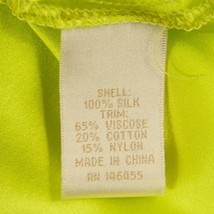 SHELL:
100% SILK
TRIM:
65% VISCOSE
20% COTTON
15% NYLON
MADE IN CHINA
RN 146055